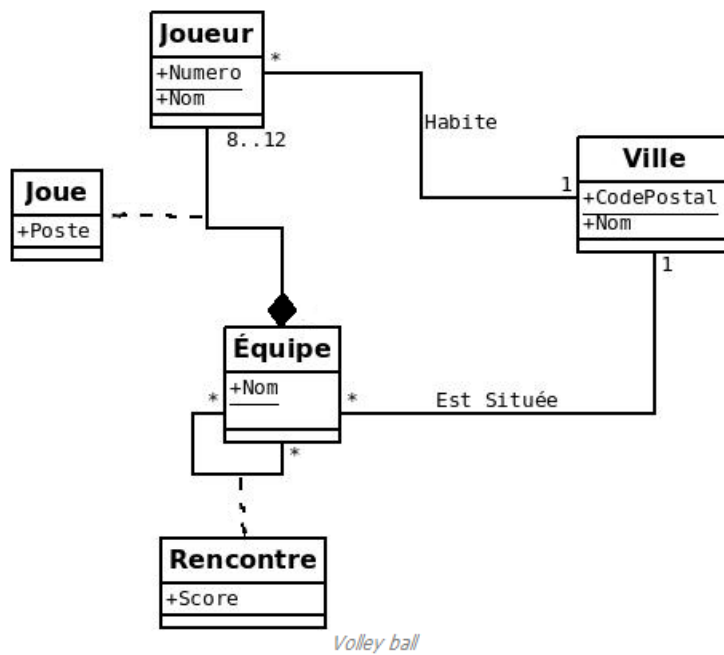 Joueur
+Numero
+Nom
*
8..12
Habite
Joue
+Poste
Ville
1
+CodePostal
+Nom
1
Équipe
+Nom
*
*
Est Située
*
Rencontre
+Score
Volley ball